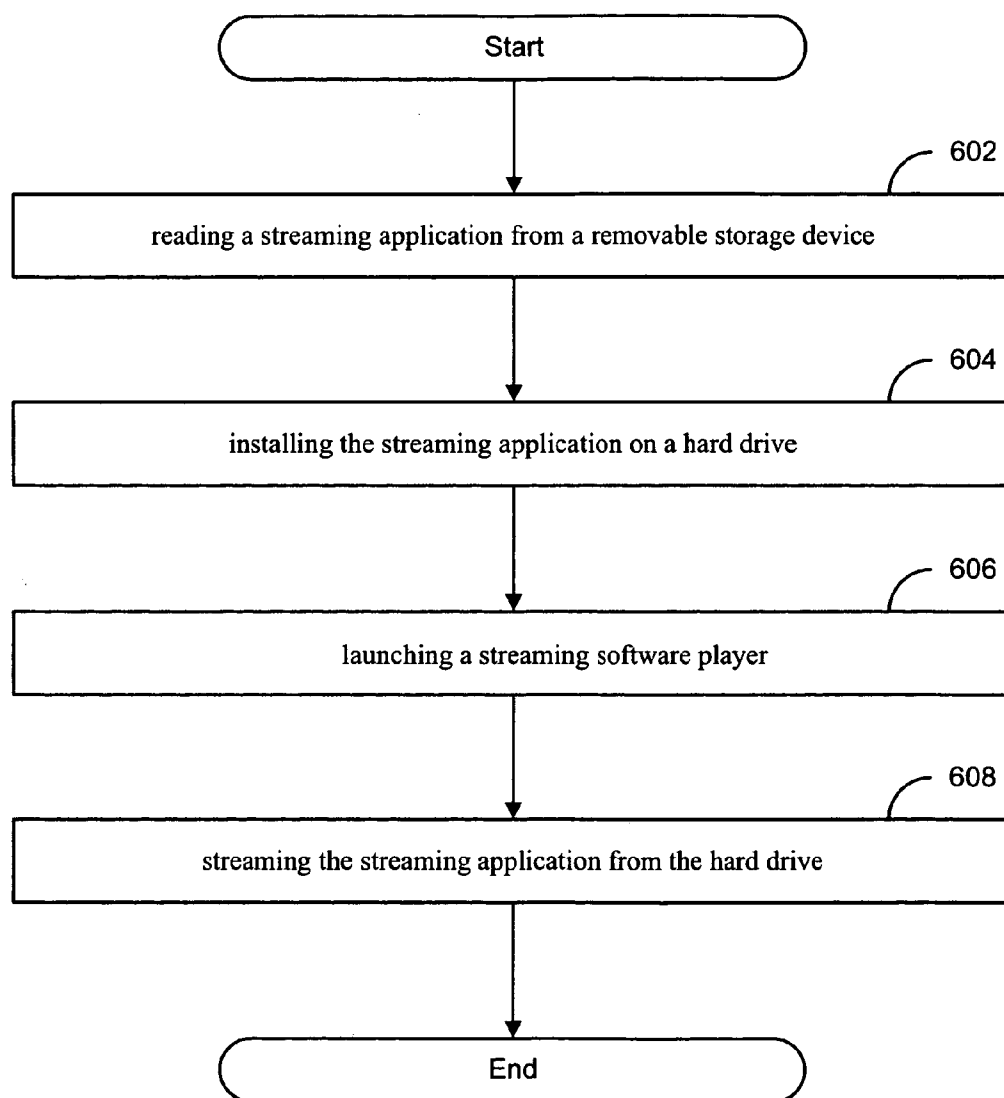 Start
602
reading a streaming application from a removable storage device
604
installing the streaming application on a hard drive
606
launching a streaming software player
608
streaming the streaming application from the hard drive
End